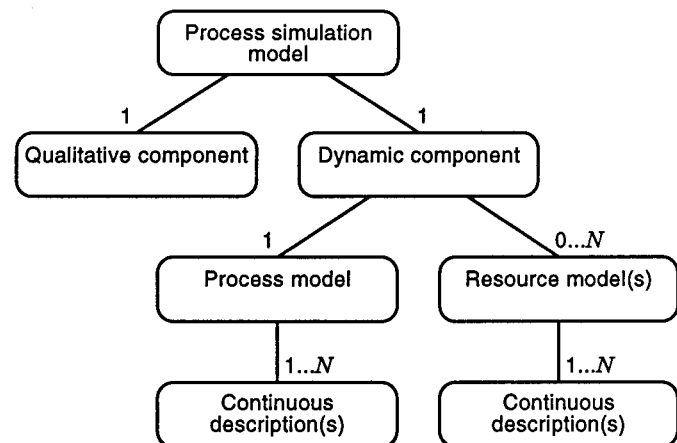 Process simulation
model
1
1
Qualitative component
Dynamic component
1
0...N
Process model
Resource model(s)
1...N
1...N
Continuous
description(s)
Continuous
description(s)